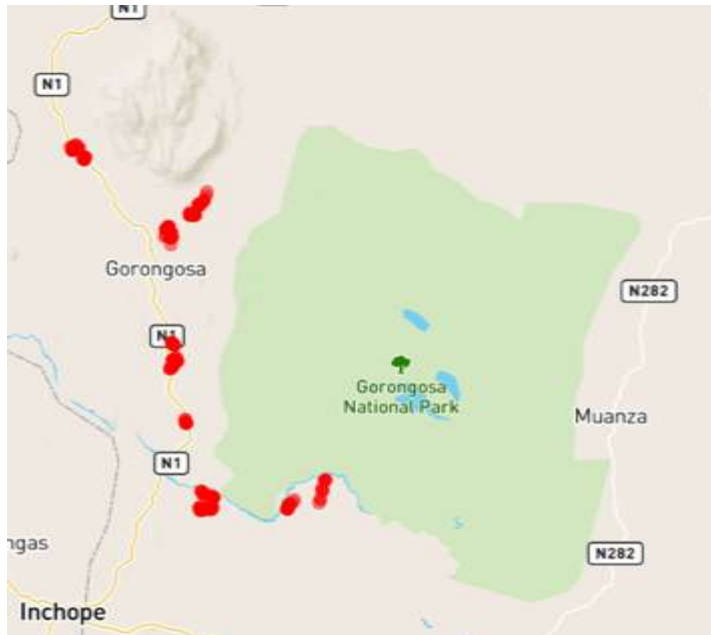 N1
N1
Gorongosa
N282
N1
Gorongosa
National Park
Muanza
N1
ngas
N282
Inchope